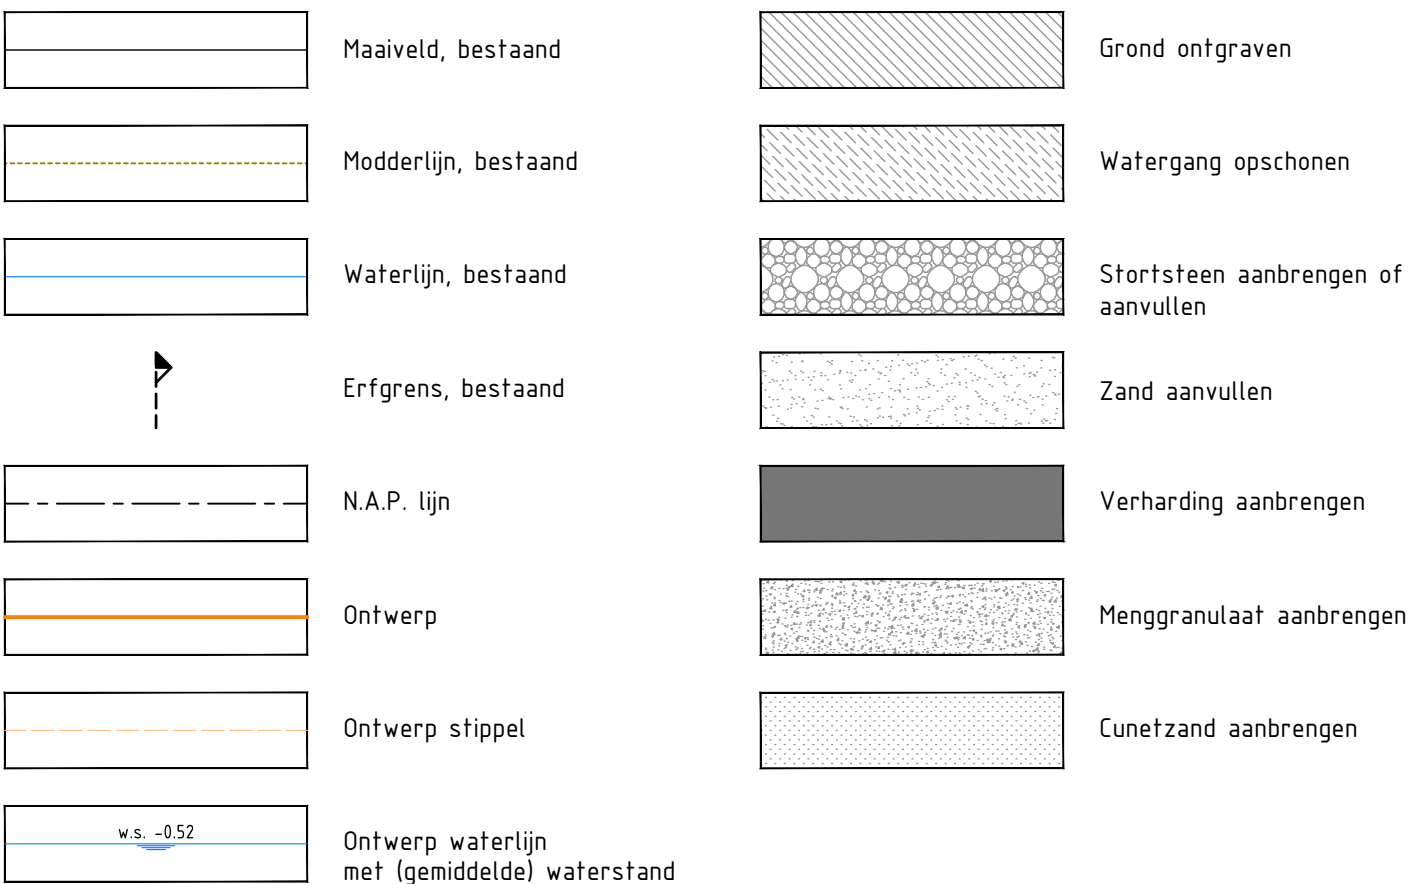 Maaiveld, bestaand
Modderlijn, bestaand
Waterlijn, bestaand
Erfgrens, bestaand
N.A.P. lijn
Ontwerp
Ontwerp stippel
w.s. -0.52
Ontwerp waterlijn
met (gemiddelde) waterstand
Grond ontgraven
Watergang opschonen
Stortsteen aanbrengen of
aanvullen
Zand aanvullen
Verharding aanbrengen
Menggranulaat aanbrengen
Cunetzand aanbrengen